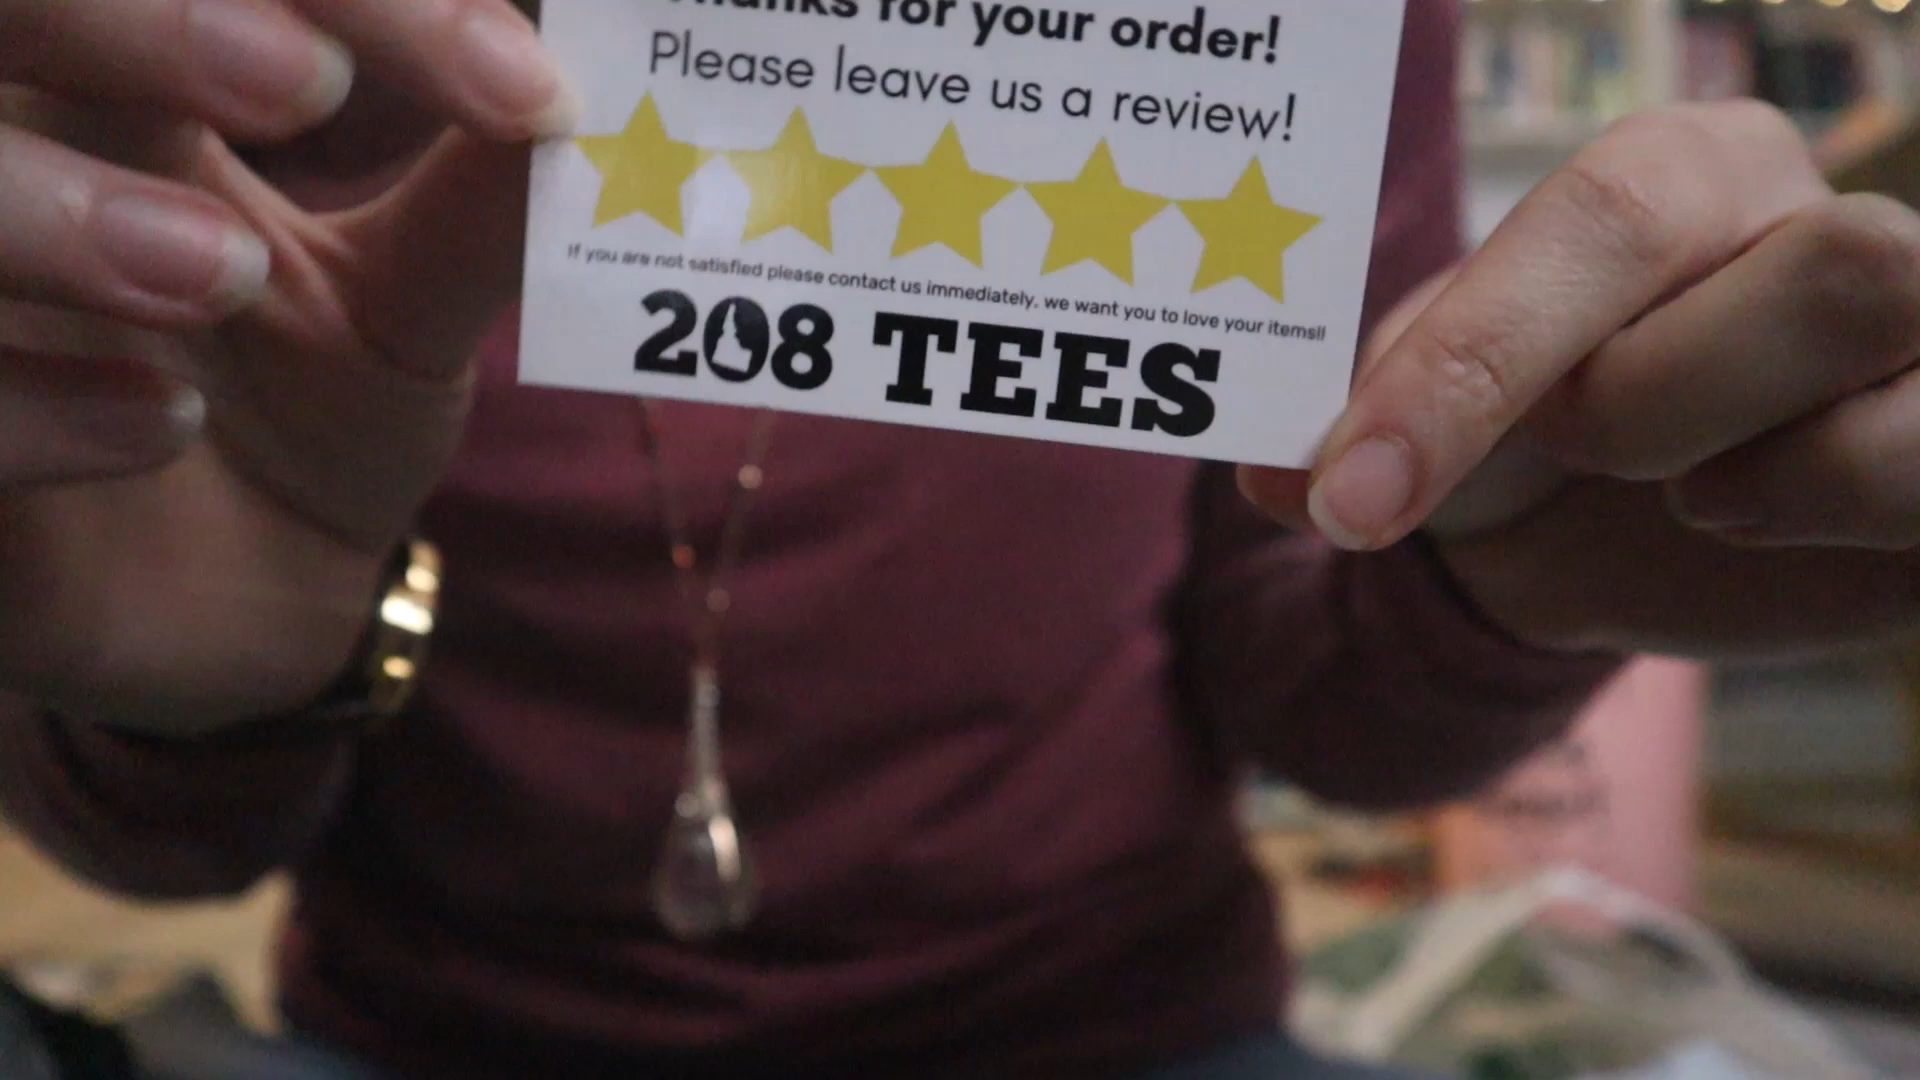 Thanks for your order!
Please leave us a review!
If you are not satisfied please contact us immediately, we want you to love your items!!
208 TEES